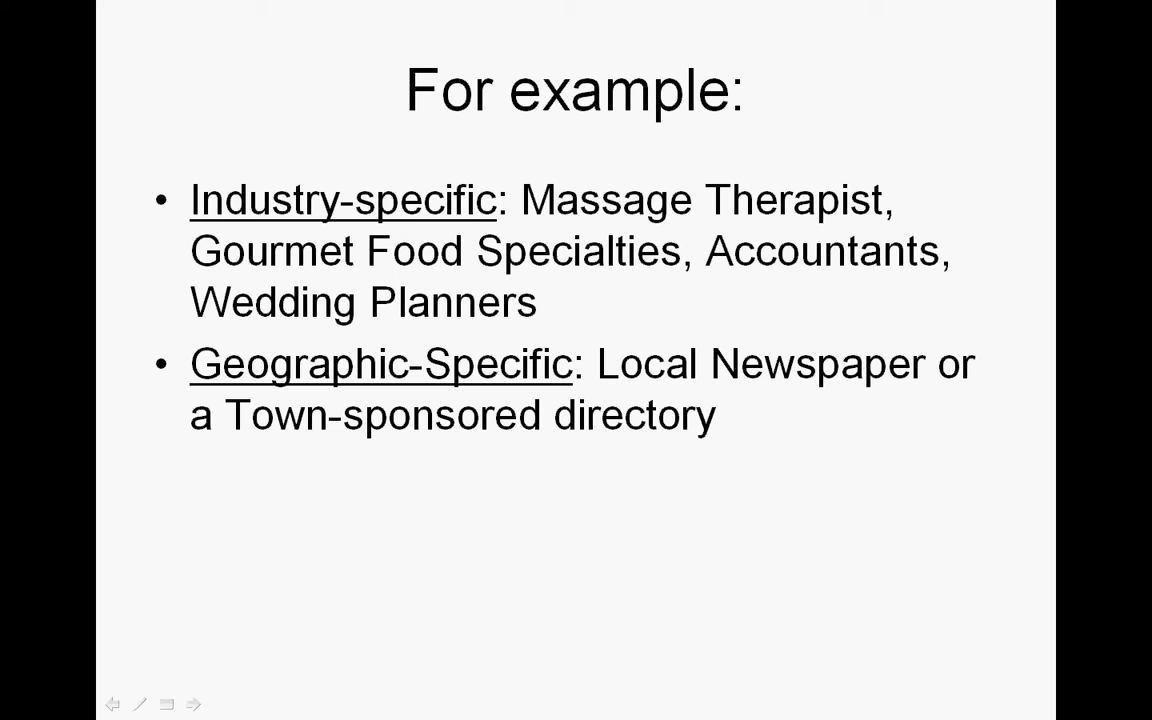 For example:
• Industry-specific: Massage Therapist,
Gourmet Food Specialties, Accountants,
Wedding Planners
• Geographic-Specific: Local Newspaper or
a Town-sponsored directory